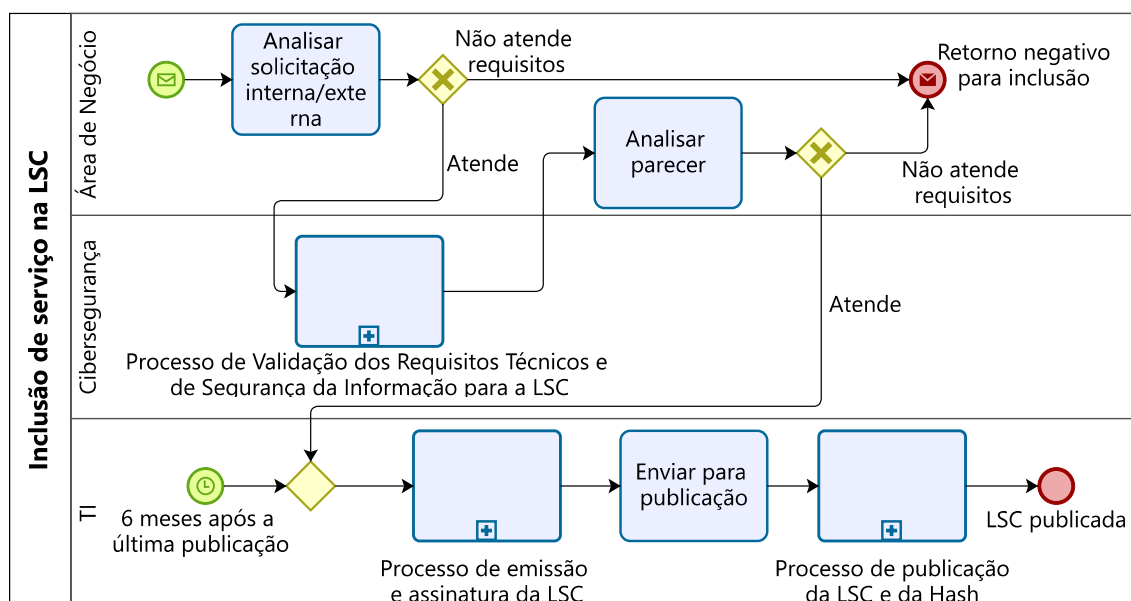 Inclusão de serviço na LSC
Área de Negócio
Analisar
solicitação
interna/exte
rna
Não atende
requisitos
Retorno negativo
para inclusão
Atende
Analisar
parecer
Não atende
requisitos
Cibersegurança
Atende
Processo de Validação dos Requisitos Técnicos e
de Segurança da Informação para a LSC
TI
6 meses após a
última publicação
Enviar para
publicação
LSC publicada
Processo de emissão
e assinatura da LSC
Processo de publicação
da LSC e da Hash